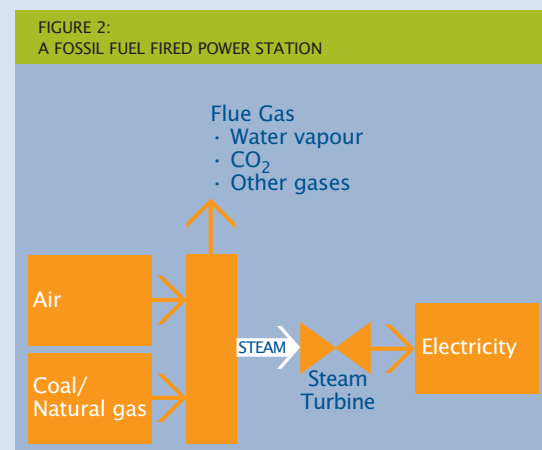 FIGURE 2:
A FOSSIL FUEL FIRED POWER STATION
Flue Gas
· Water vapour
· CO₂
· Other gases
Air
Coal/
Natural gas
STEAM
Steam
Turbine
Electricity